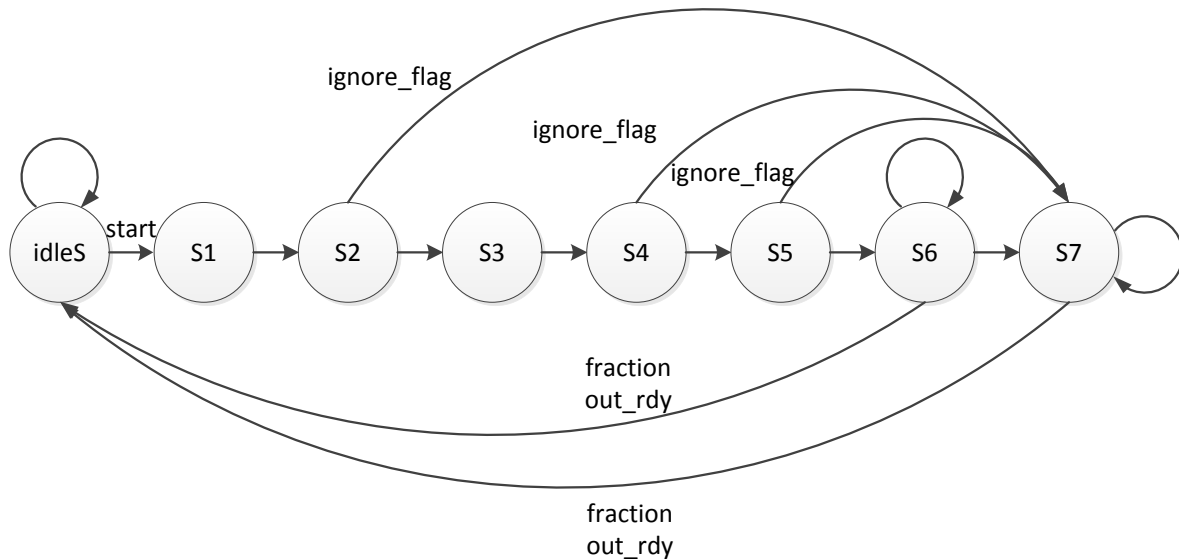 ignore_flag
ignore_flag
ignore_flag
start
idleS S1 S2 S3 S4 S5 S6 S7
fraction
out_rdy
fraction
out_rdy